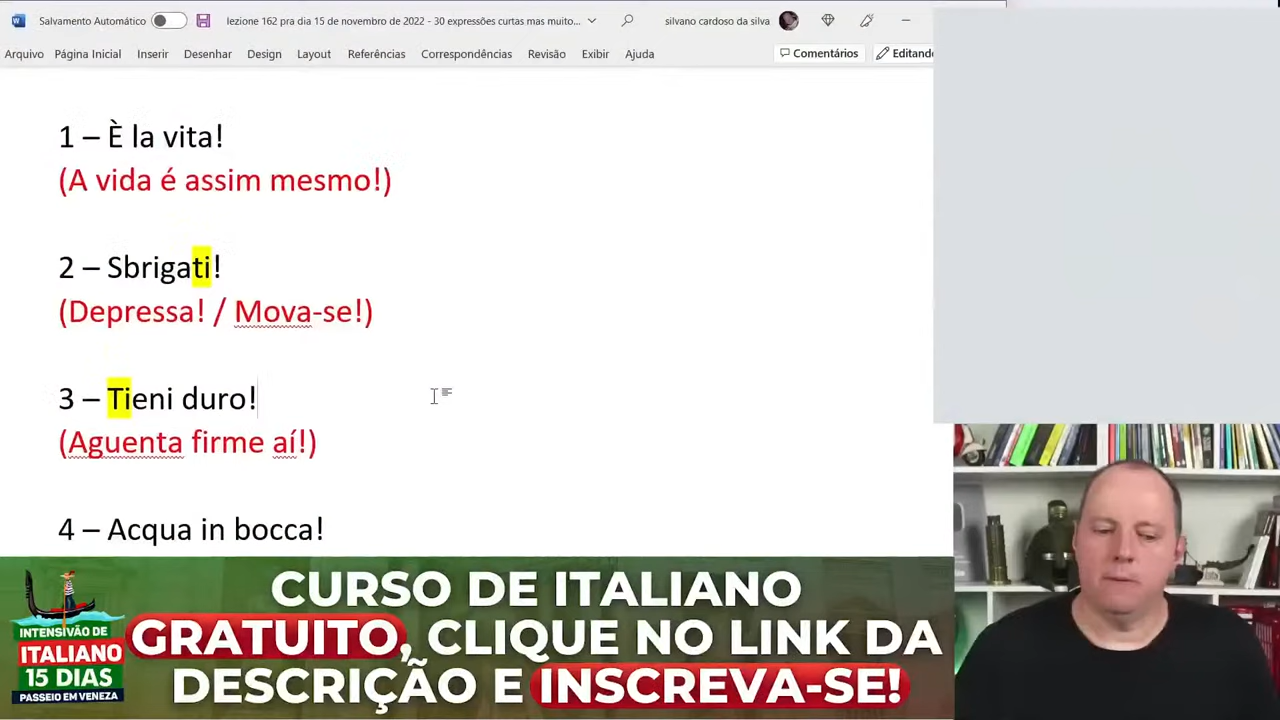 Salvamento Automático
lezione 162 pra dia 15 de novembro de 2022 - 30 expressões curtas mas muito...
silvano cardoso da silva
Arquivo Página Inicial Inserir Desenhar Design Layout Referências Correspondências Revisão Exibir Ajuda Comentários Editando
1 – È la vita!
(A vida é assim mesmo!)
2 – Sbrigati!
(Depressa! / Mova-se!)
3 – Tieni duro!
(Aguenta firme aí!)
4 – Acqua in bocca!
INTENSIVÃO DE
ITALIANO
15 DIAS
PASSEIO EM VENEZA
CURSO DE ITALIANO
GRATUITO, CLIQUE NO LINK DA
DESCRIÇÃO E INSCREVA-SE!